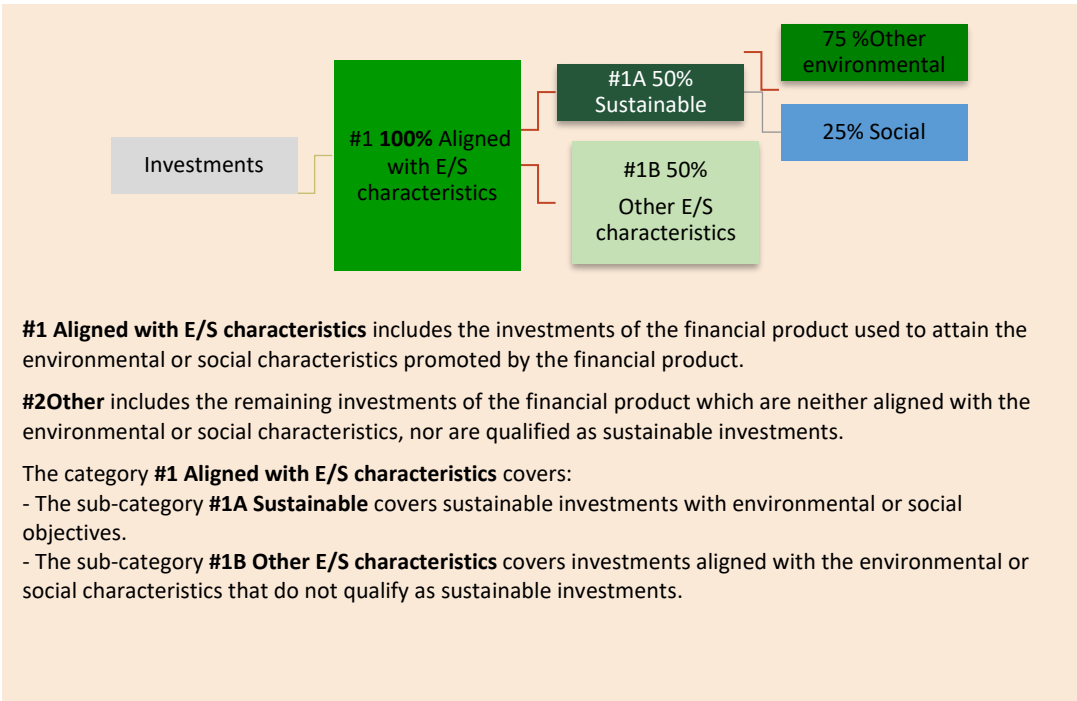 75 %Other
environmental
#1A 50%
Sustainable
#1 100% Aligned
with E/S
characteristics
25% Social
Investments
#1B 50%
Other E/S
characteristics
#1 Aligned with E/S characteristics includes the investments of the financial product used to attain the
environmental or social characteristics promoted by the financial product.
#2Other includes the remaining investments of the financial product which are neither aligned with the
environmental or social characteristics, nor are qualified as sustainable investments.
The category #1 Aligned with E/S characteristics covers:
- The sub-category #1A Sustainable covers sustainable investments with environmental or social
objectives.
- The sub-category #1B Other E/S characteristics covers investments aligned with the environmental or
social characteristics that do not qualify as sustainable investments.